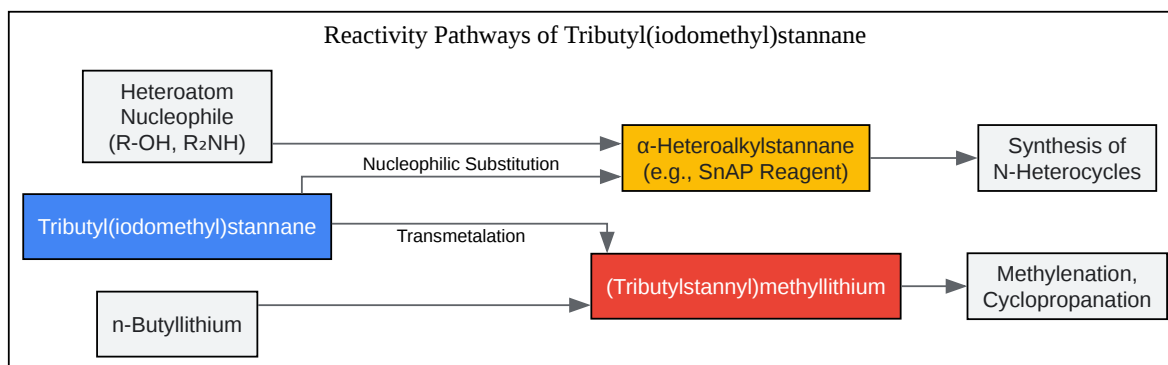 Reactivity Pathways of Tributyl(iodomethyl)stannane
Heteroatom
Nucleophile
(R-OH, R₂NH)
Nucleophilic Substitution
α-Heteroalkylstannane
(e.g., SnAP Reagent)
Synthesis of
N-Heterocycles
Tributyl(iodomethyl)stannane
Transmetalation
(Tributylstannyl)methyllithium
Methylenation,
Cyclopropanation
n-Butyllithium